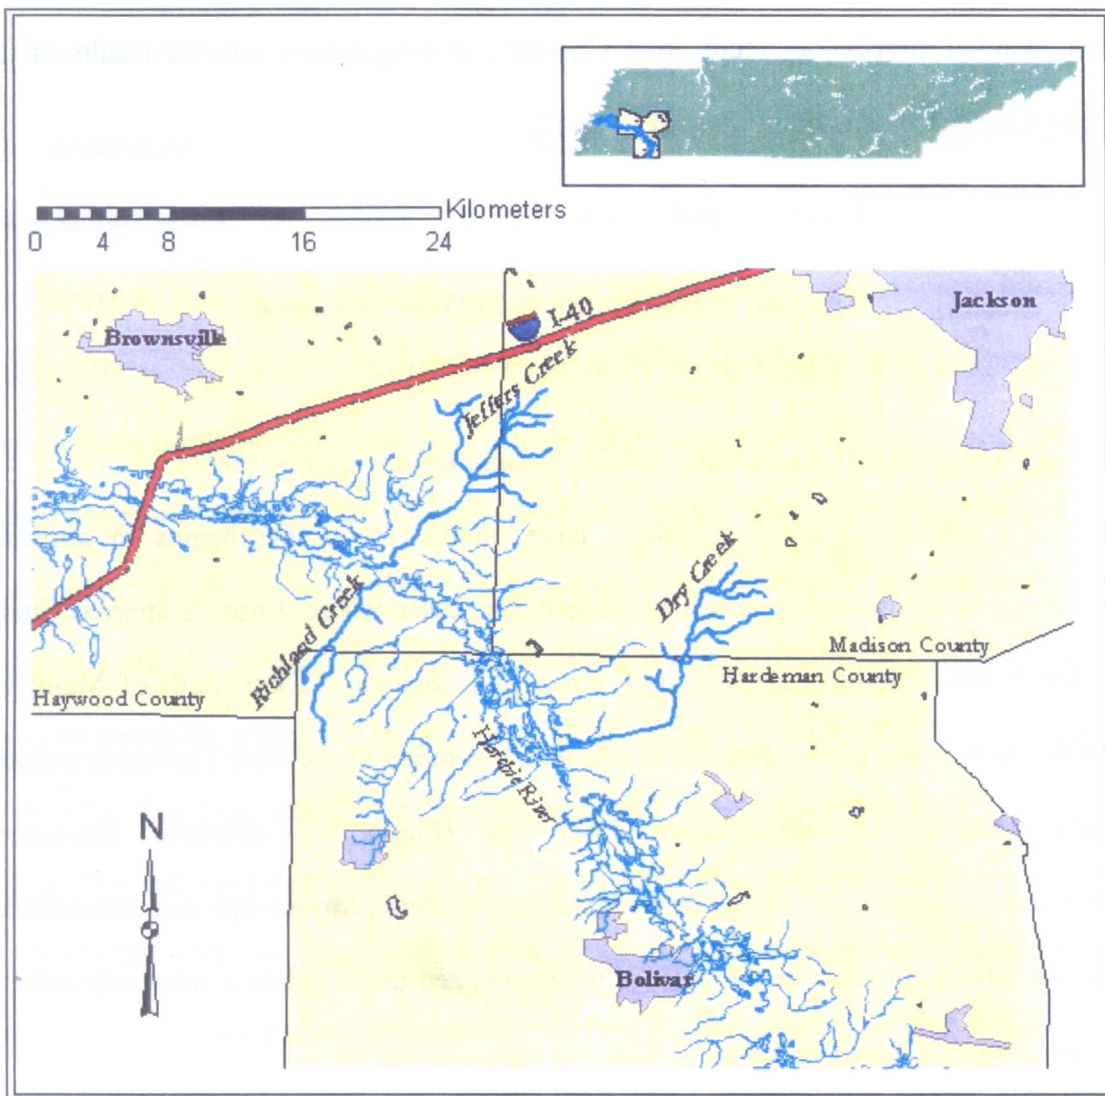 Kilometers
0 4 8 16 24
Jackson
Brownsville
I-40
Jeffers Creek
Dry Creek
Richland Creek
Madison County
Hardeman County
Haywood County
Hatchie River
N
Bolivar